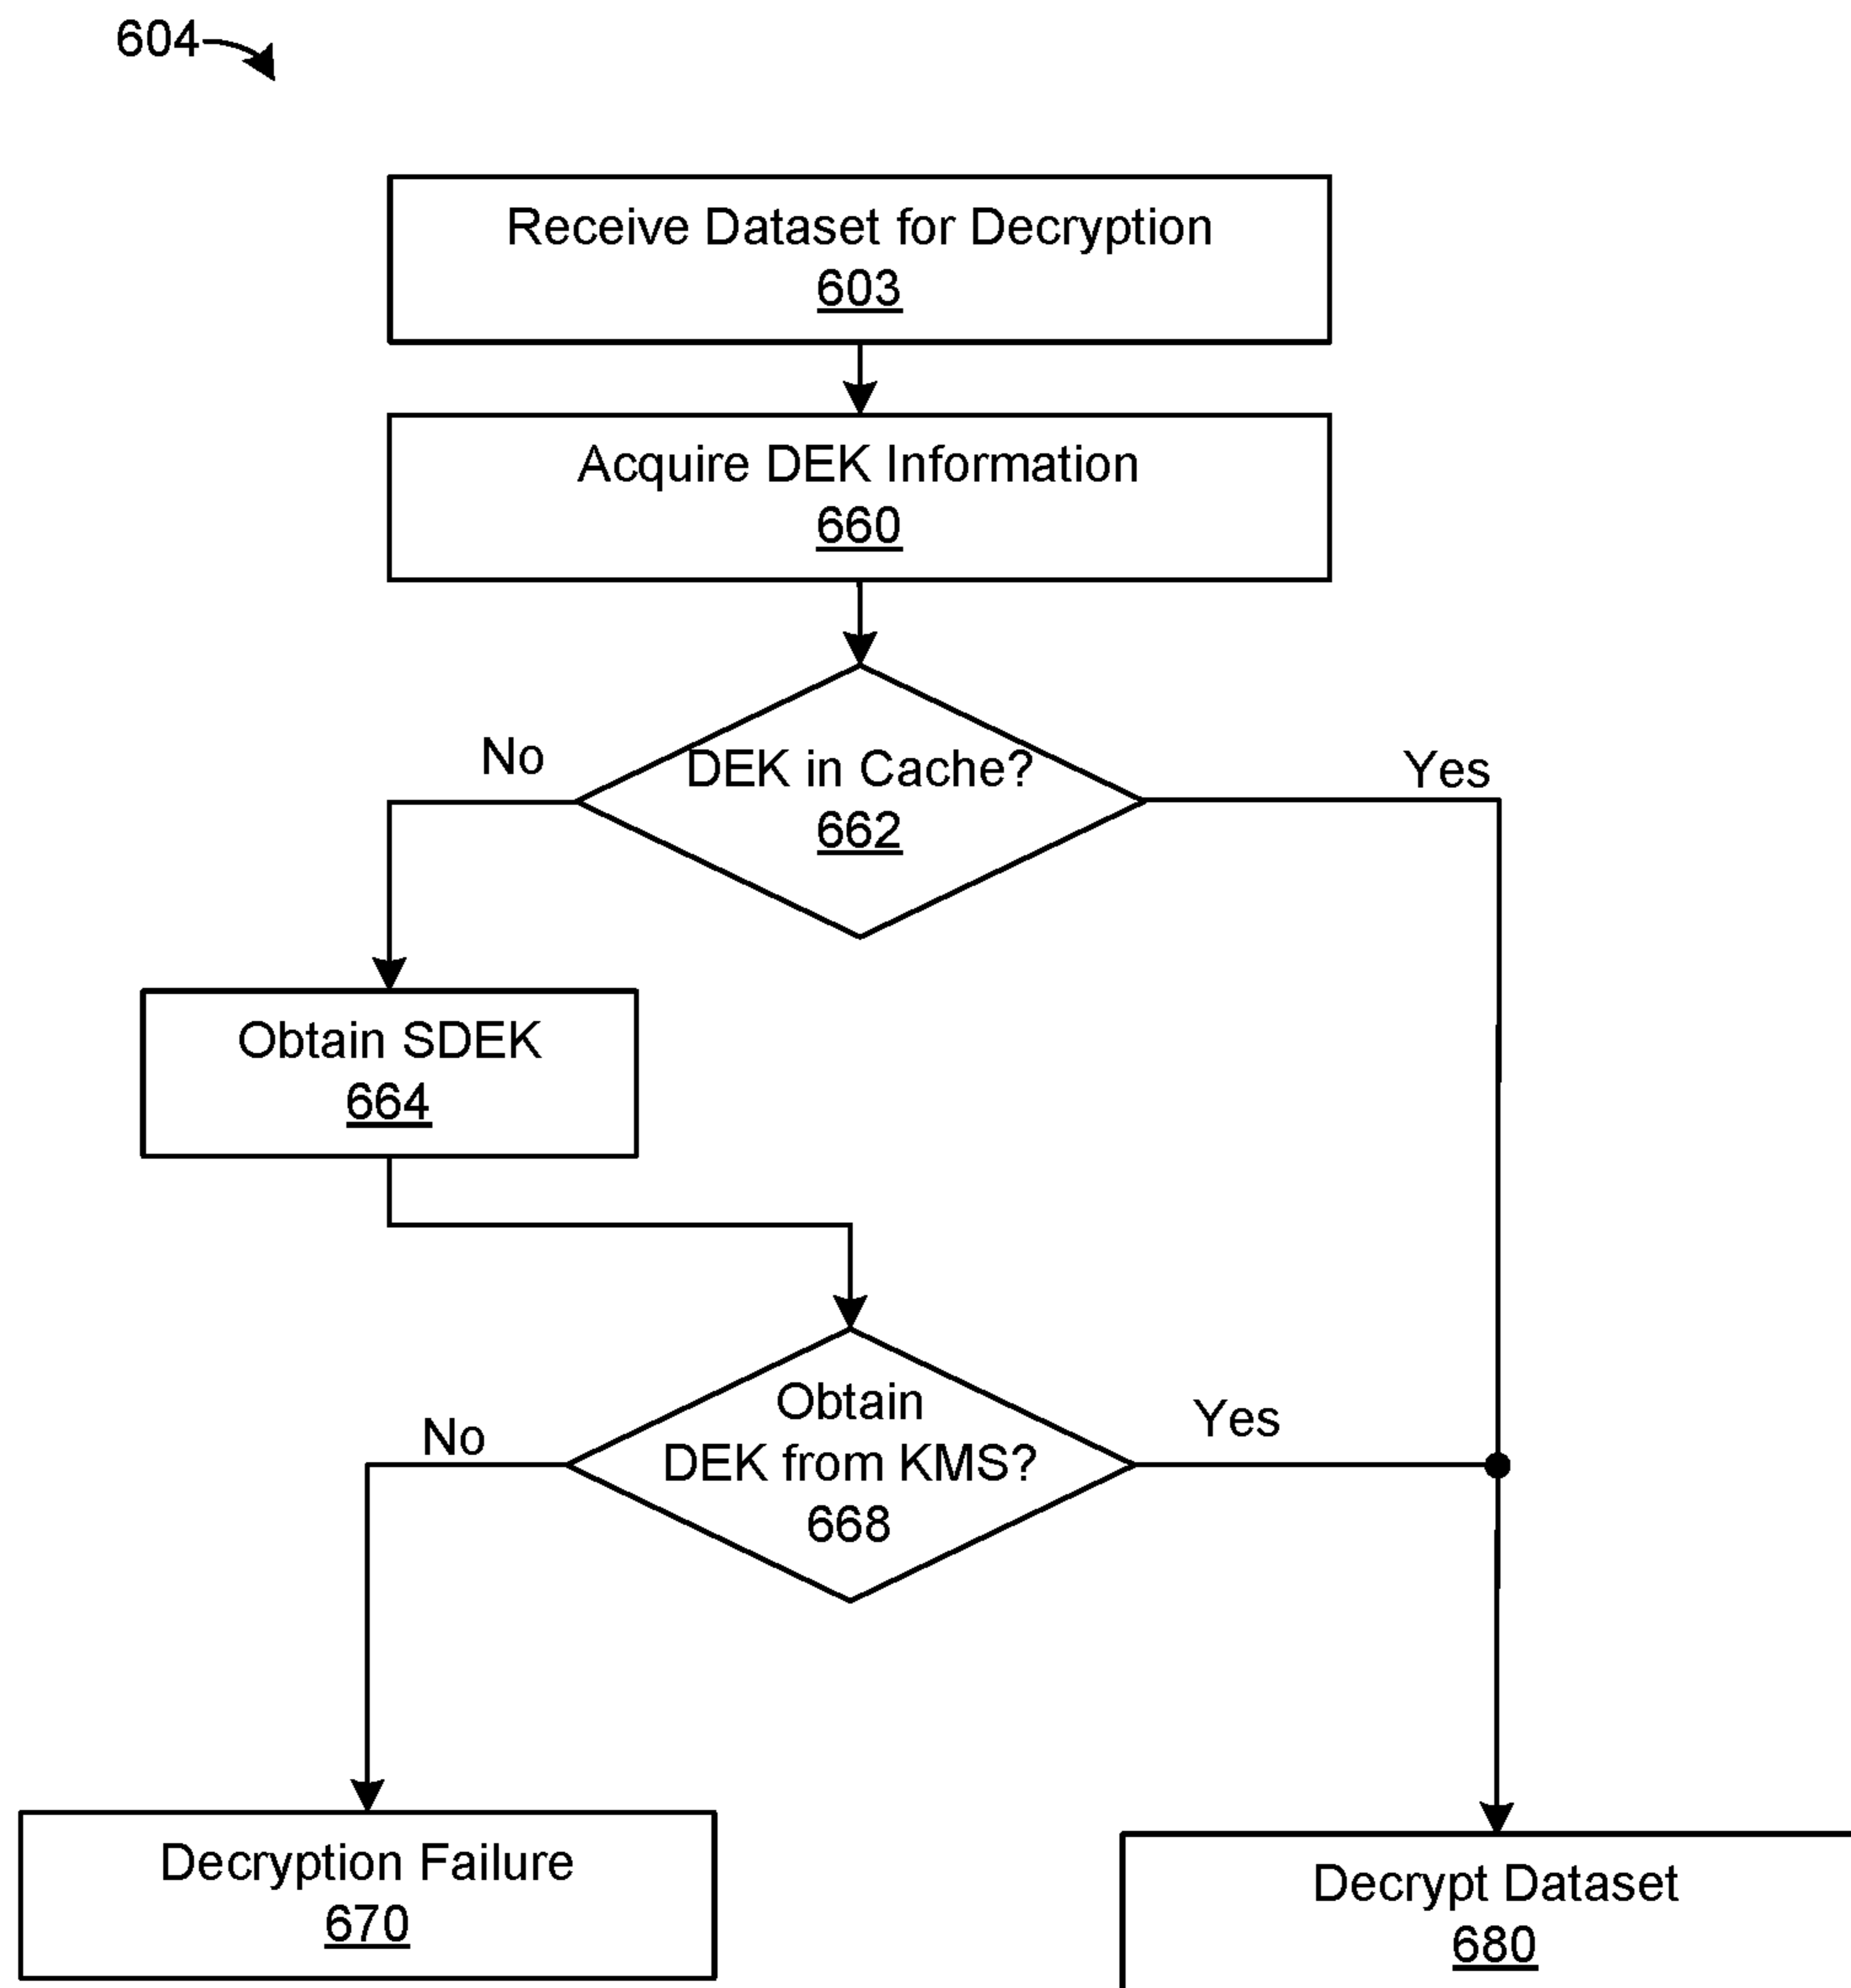 604
Receive Dataset for Decryption
603
Acquire DEK Information
660
No
DEK in Cache?
Yes
662
Obtain SDEK
664
Obtain
No
DEK from KMS?
Yes
668
Decryption Failure
670
Decrypt Dataset
680